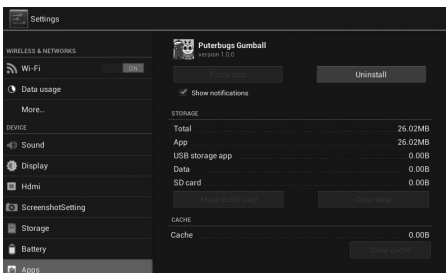 Settings
WIRELESS & NETWORKS
Wi-Fi ON
Data usage
More...
DEVICE
Sound
Display
Hdmi
ScreenshotSetting
Storage
Battery
Apps
Puterbugs Gumball
version 1.0.0
Force stop
Uninstall
Show notifications
STORAGE
Total 26.02MB
App 26.02MB
USB storage app 0.00B
Data 0.00B
SD card 0.00B
Move to SD card
Clear data
CACHE
Cache 0.00B
Clear cache